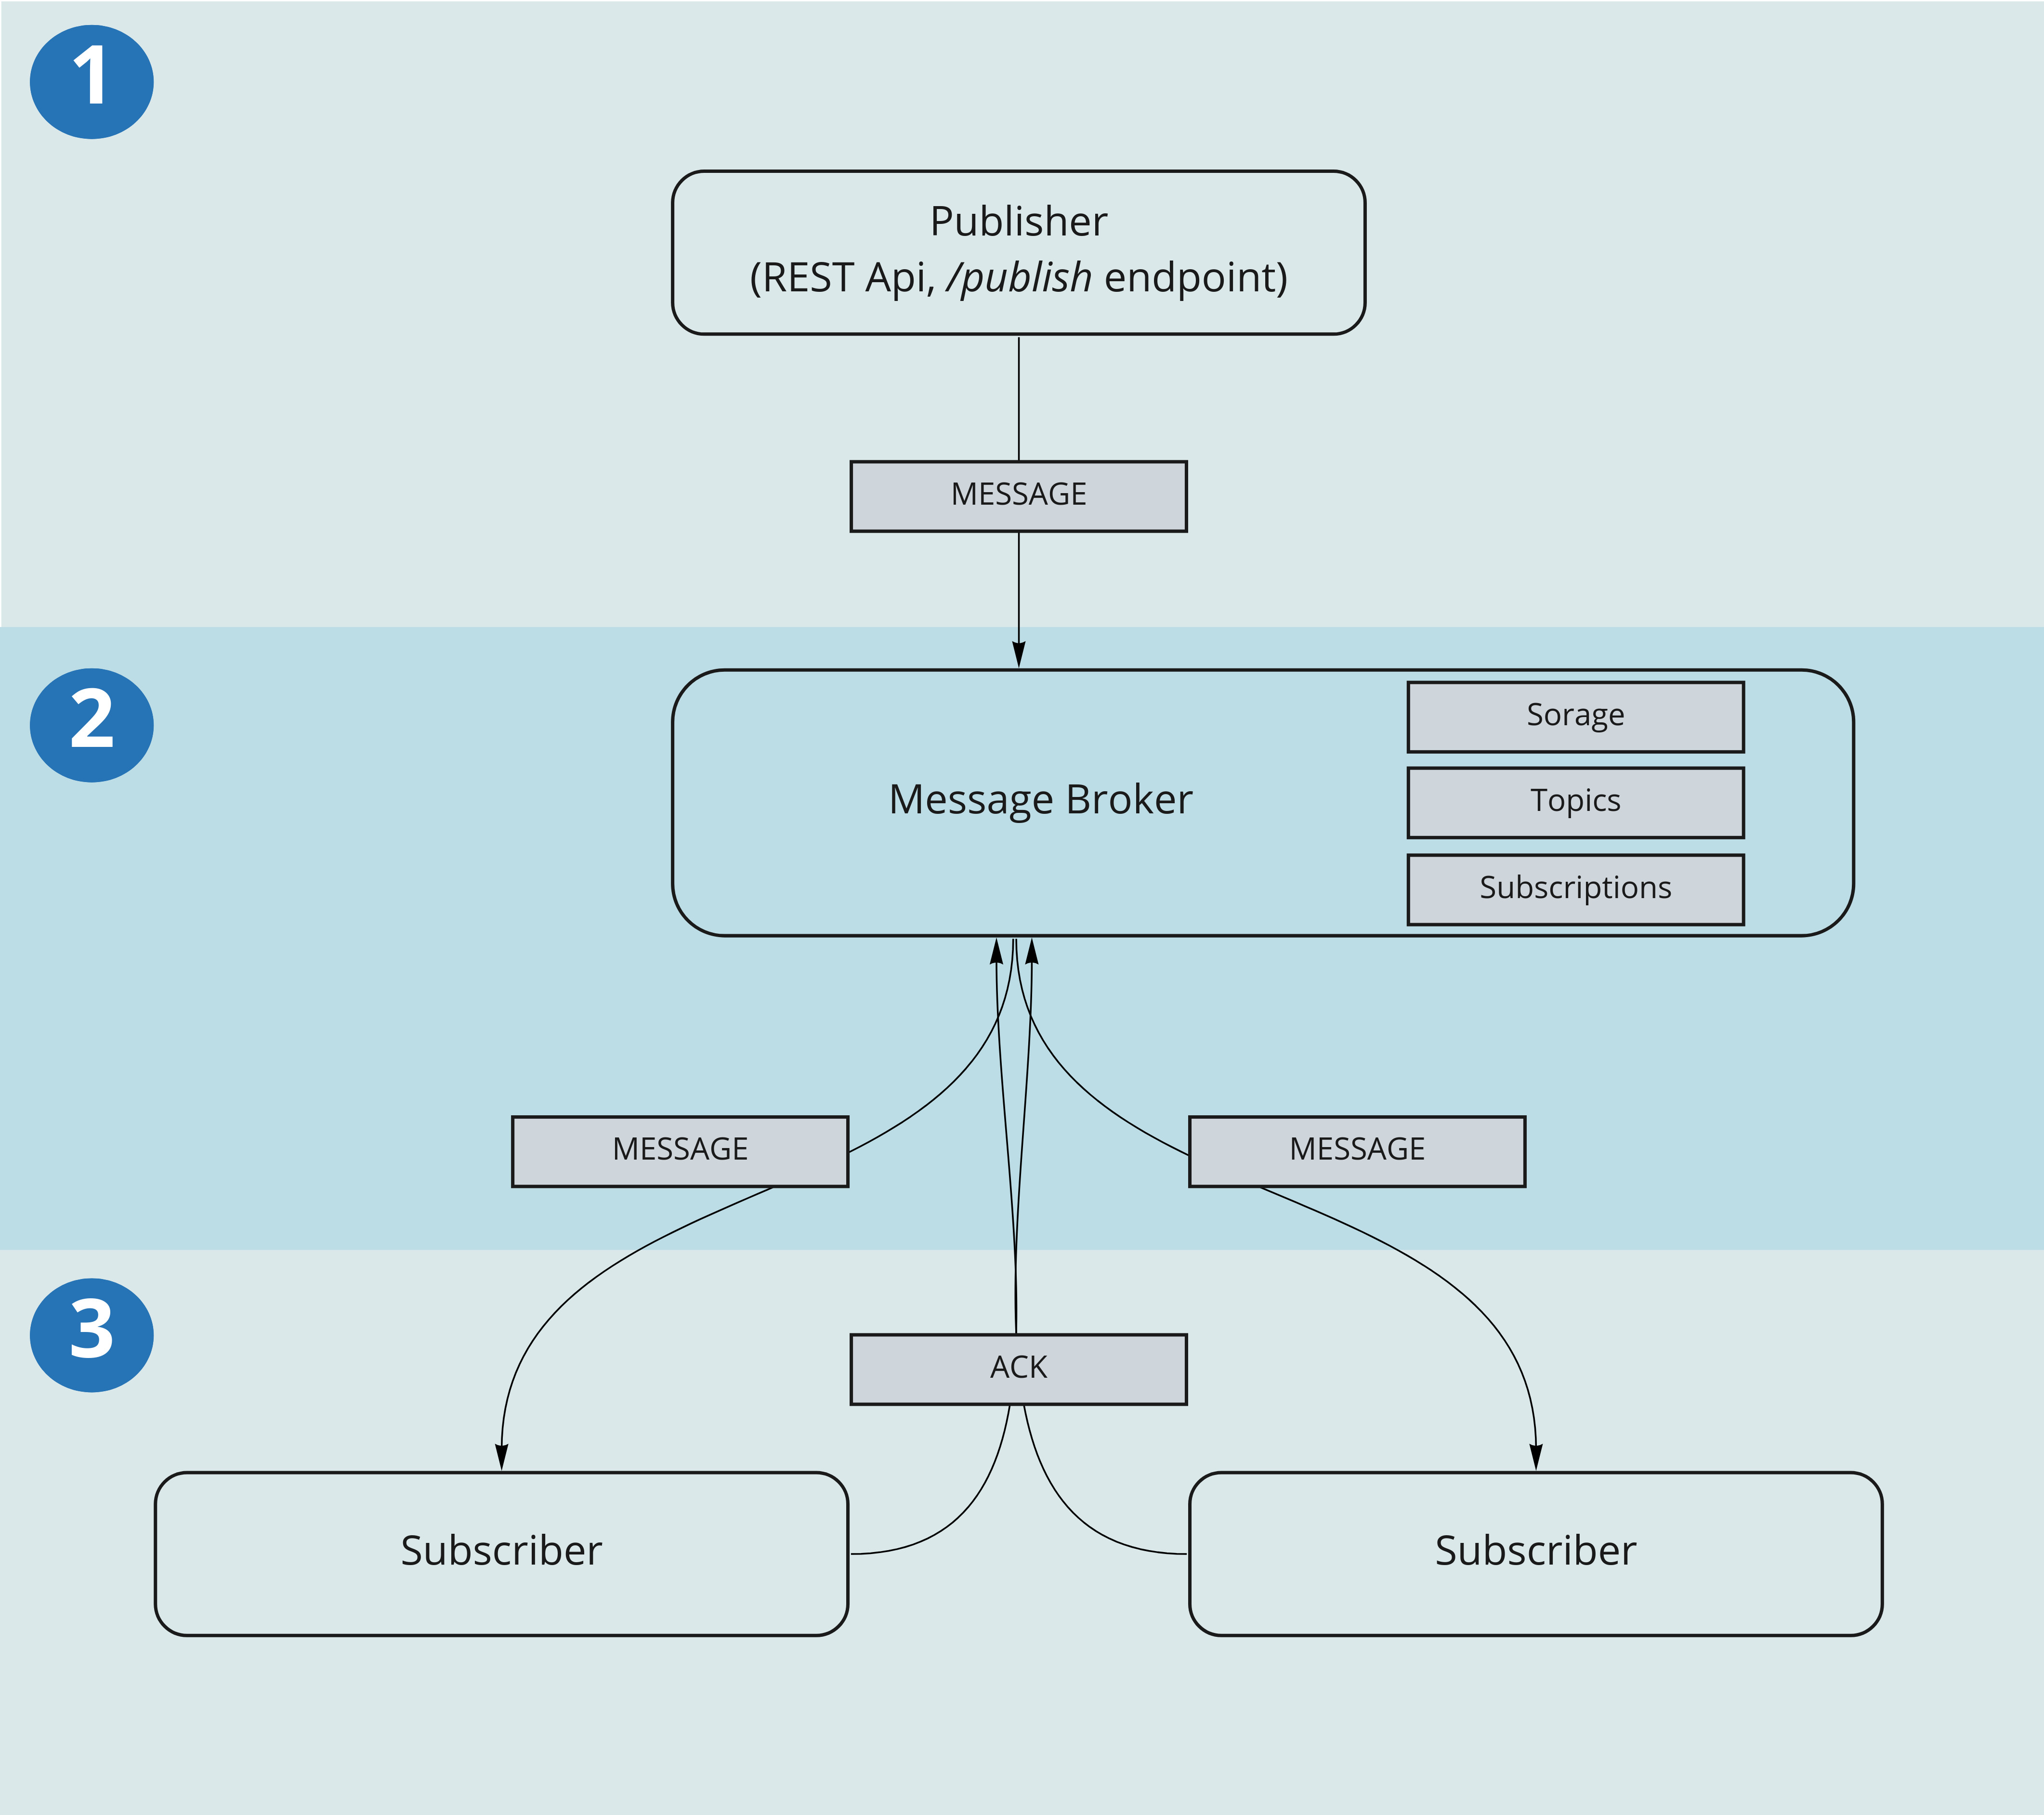 1
Publisher
(REST Api, /publish endpoint)
MESSAGE
2
Message Broker
Sorage
Topics
Subscriptions
MESSAGE
MESSAGE
3
ACK
Subscriber
Subscriber